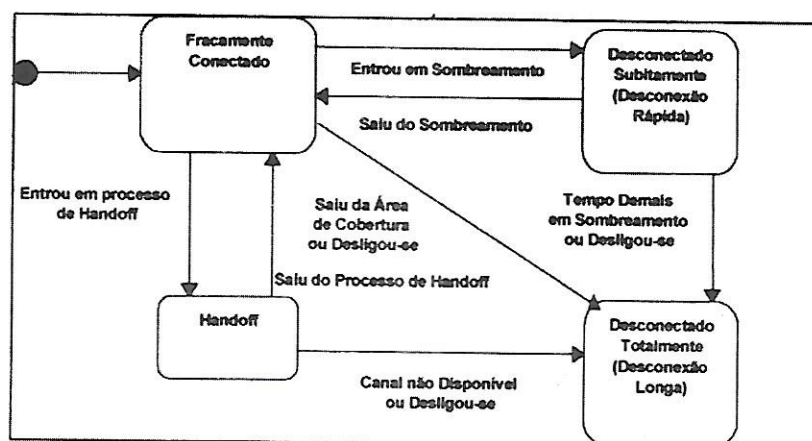 Fracamente
Conectado
Entrou em Sombreamento
Saiu do Sombreamento
Desconectado
Subitamente
(Desconexão
Rápida)
Entrou em processo
de Handoff
Saiu da Área
de Cobertura
ou Desligou-se
Tempo Demais
em Sombreamento
ou Desligou-se
Saiu do Processo de Handoff
Handoff
Desconectado
Totalmente
(Desconexão
Longa)
Canal não Disponível
ou Desligou-se